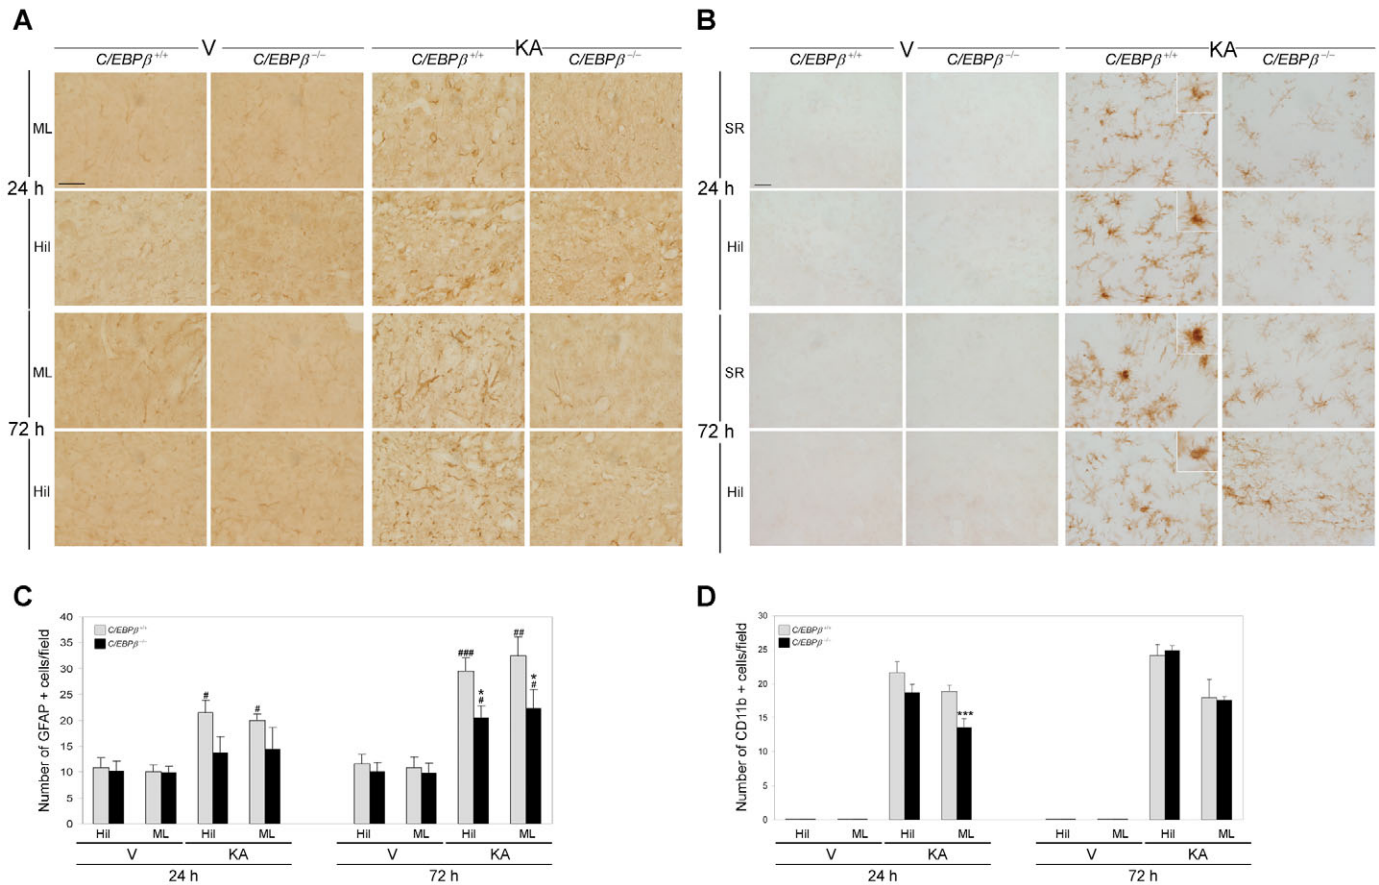 A
V
KA
C/EBPβ+/+
C/EBPβ−/−
C/EBPβ+/+
C/EBPβ−/−
ML
24 h
Hil
ML
72 h
Hil
B
V
KA
C/EBPβ+/+
C/EBPβ−/−
C/EBPβ+/+
C/EBPβ−/−
SR
24 h
Hil
SR
72 h
Hil
C
Number of GFAP + cells/field
40
35
30
25
20
15
10
5
0
C/EBPβ+/+
C/EBPβ−/−
#
#
###
*
#
##
*
#
Hil ML Hil ML Hil ML Hil ML
V KA V KA
24 h 72 h
D
Number of CD11b + cells/field
30
25
20
15
10
5
0
C/EBPβ+/+
C/EBPβ−/−
***
Hil ML Hil ML Hil ML Hil ML
V KA V KA
24 h 72 h